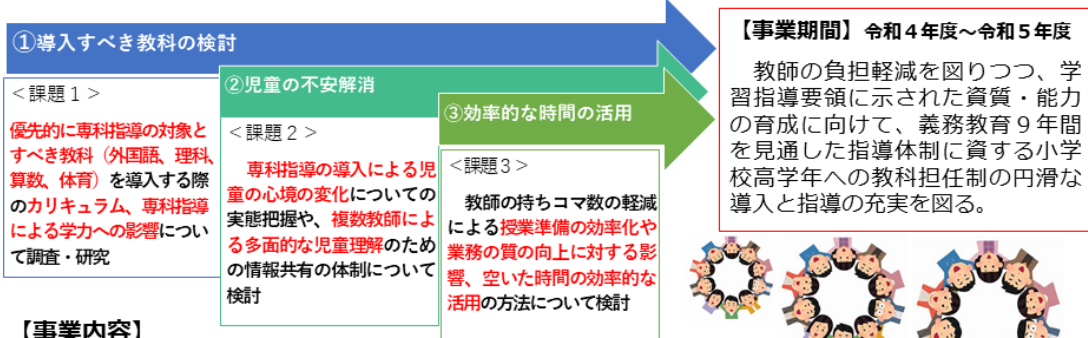 ①導入すべき教科の検討
<課題1>
優先的に専科指導の対象と
すべき教科(外国語、理科、
算数、体育)を導入する際
のカリキュラム、専科指導
による学力への影響につい
て調査・研究
②児童の不安解消
<課題2>
専科指導の導入による児
童の心境の変化についての
実態把握や、複数教師によ
る多面的な児童理解のため
の情報共有の体制について
検討
③効率的な時間の活用
<課題3>
教師の持ちコマ数の軽減
による授業準備の効率化や
業務の質の向上に対する影
響、空いた時間の効率的な
活用の方法について検討
【事業期間】令和4年度~令和5年度
教師の負担軽減を図りつつ、学
習指導要領に示された資質・能力
の育成に向けて、義務教育9年間
を見通した指導体制に資する小学
校高学年への教科担任制の円滑な
導入と指導の充実を図る。
【事業内容】